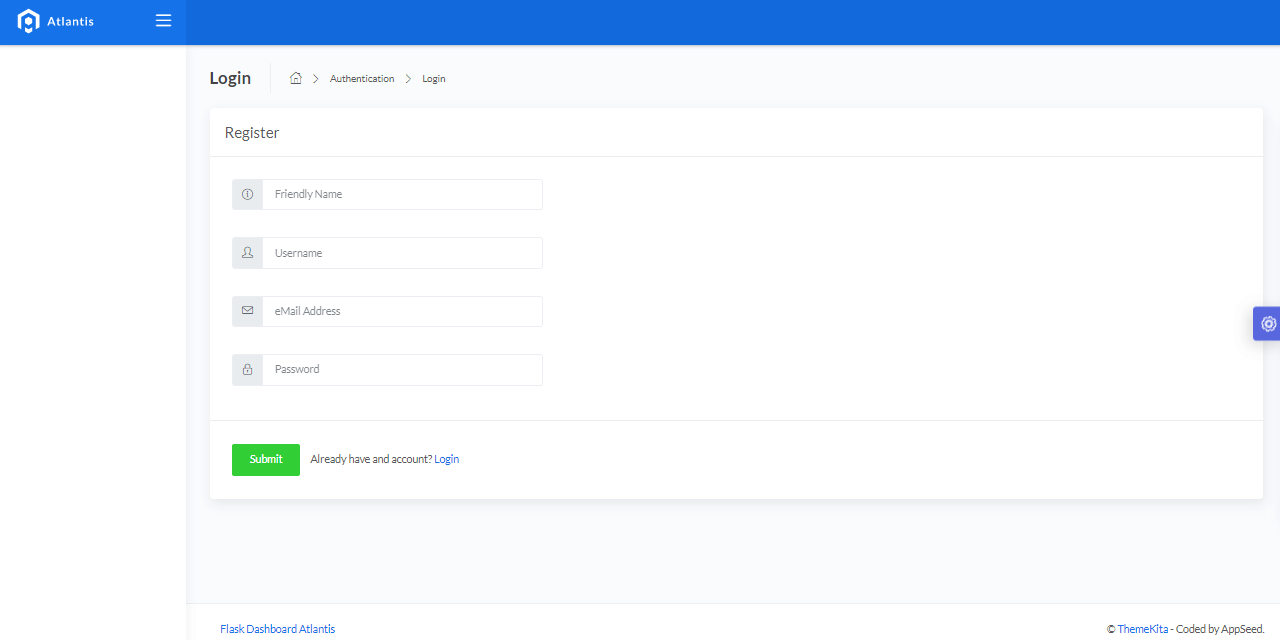 Atlantis
Login Authentication Login
Register
Friendly Name
Username
eMail Address
Password
Submit Already have and account? Login
Flask Dashboard Atlantis © ThemeKita - Coded by AppSeed.